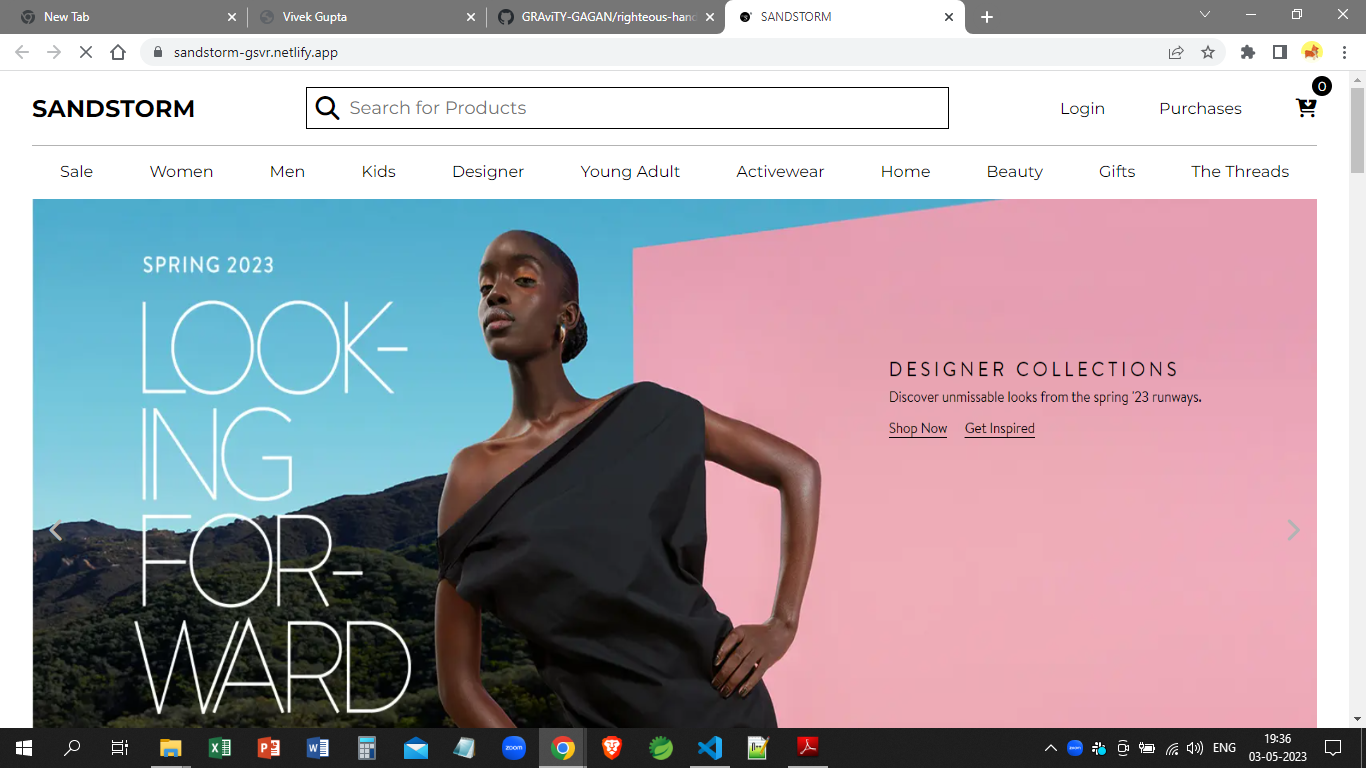 New Tab
Vivek Gupta
GRAviTY-GAGAN/righteous-hand
SANDSTORM
sandstorm-gsvr.netlify.app
0
SANDSTORM
Search for Products
Login
Purchases
Sale
Women
Men
Kids
Designer
Young Adult
Activewear
Home
Beauty
Gifts
The Threads
SPRING 2023
LOOK-
ING
FOR-
WARD
DESIGNER COLLECTIONS
Discover unmissable looks from the spring '23 runways.
Shop Now
Get Inspired
zoom
ENG
19:36
03-05-2023